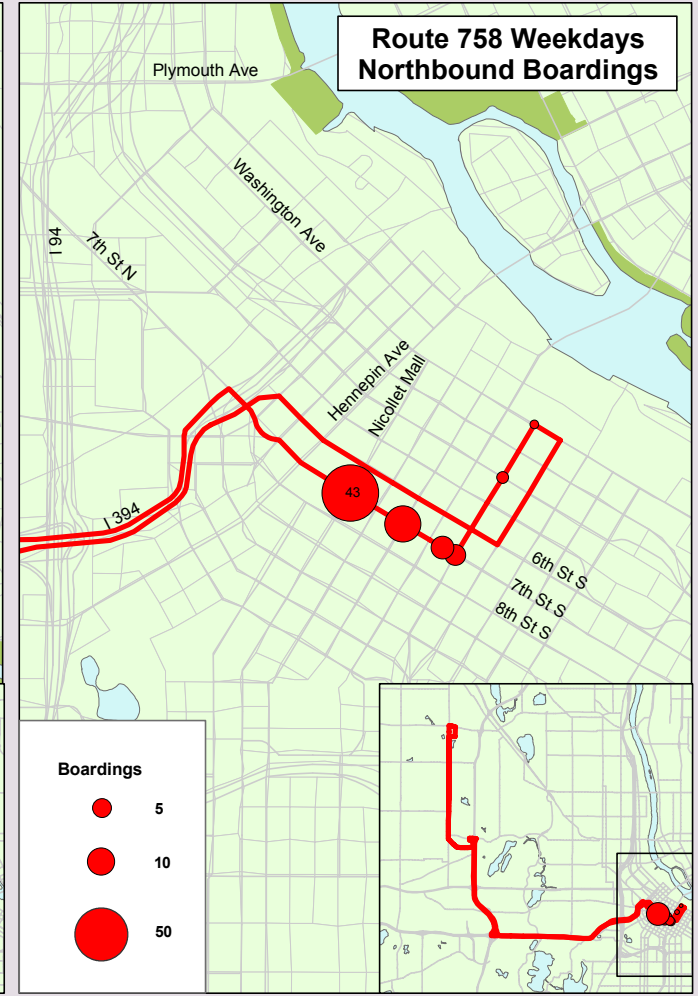 Route 758 Weekdays
Northbound Boardings
Plymouth Ave
Washington Ave
I 94
7th St N
Hennepin Ave
Nicollet Mall
43
I 394
6th St S
7th St S
8th St S
Boardings
5
10
50